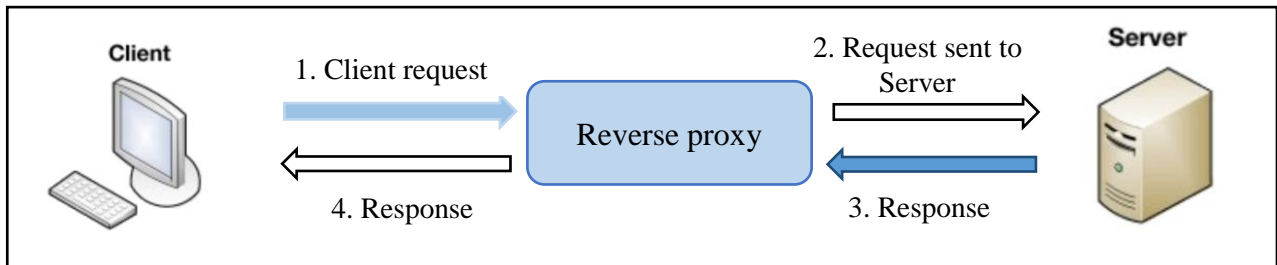 Client
1. Client request
Reverse proxy
4. Response
2. Request sent to
Server
3. Response
Server